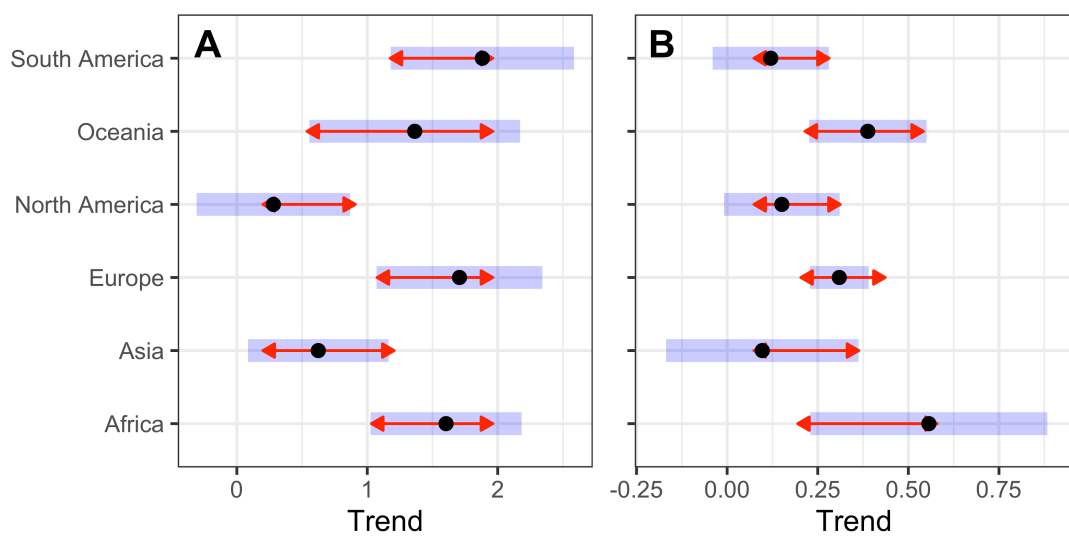 A
B
South America
Oceania
North America
Europe
Asia
Africa
0 1 2
-0.25 0.00 0.25 0.50 0.75
Trend
Trend